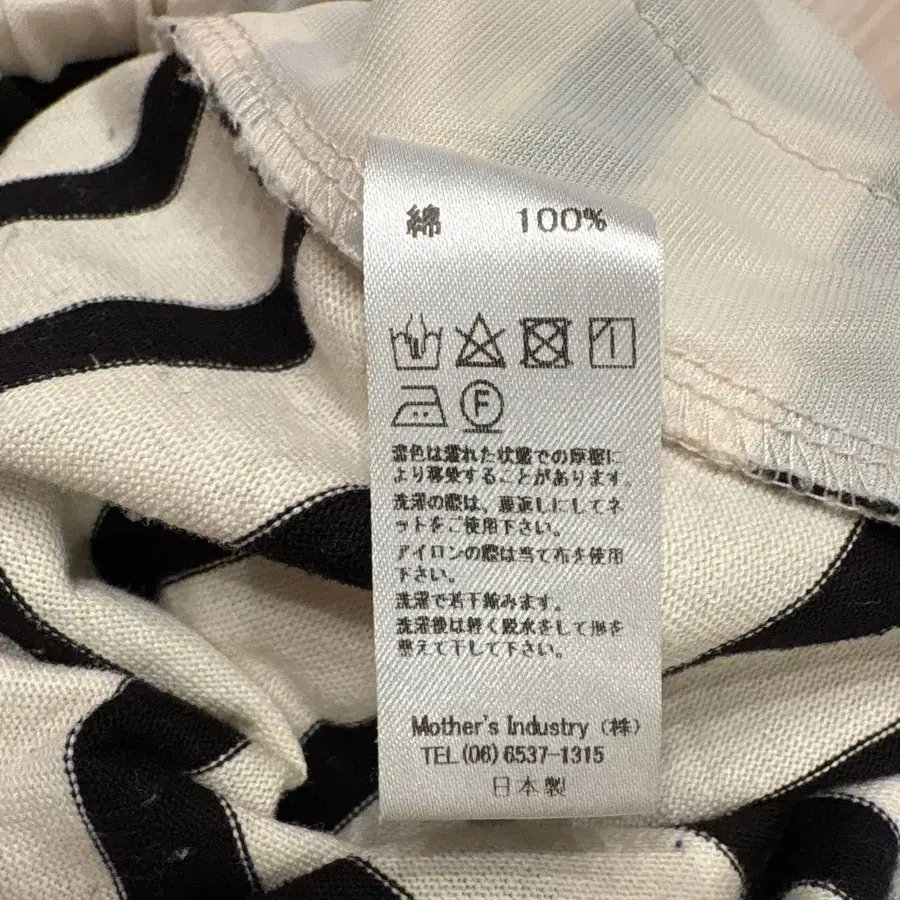 綿 100%
F
濃色は濡れた状態での摩擦に
より移染することがあります。
洗濯の際は、裏返しにしてネ
ットをご使用下さい。
アイロンの際は当て布を使用
下さい。
洗濯で若干縮みます。
洗濯後は軽く脱水をして形を
整えて干して下さい。
Mother's Industry (株)
TEL(06)6537-1315
日本製